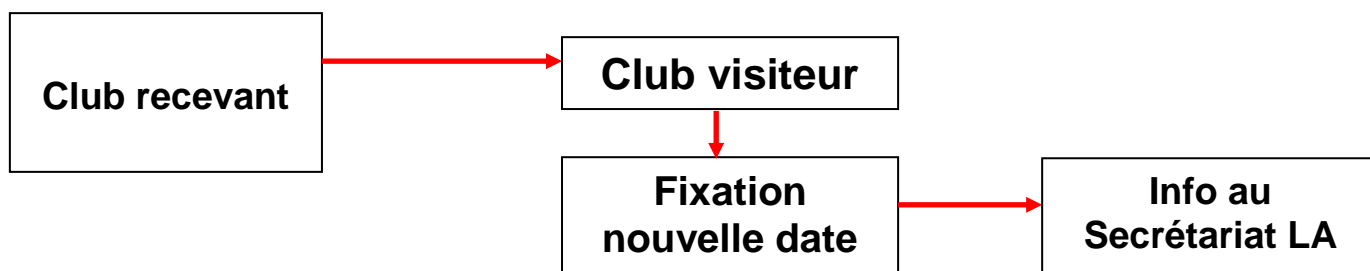 Club recevant
Club visiteur
Fixation
nouvelle date
Info au
Secrétariat LA